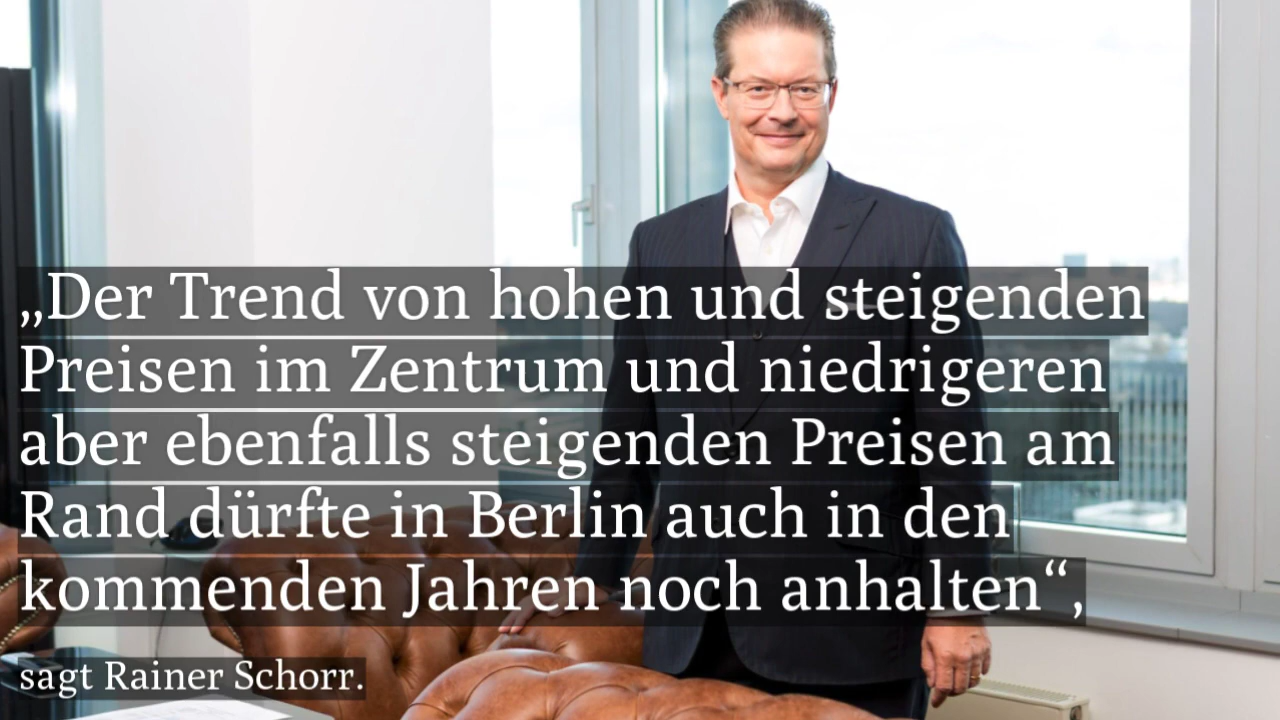 „Der Trend von hohen und steigenden
Preisen im Zentrum und niedrigeren
aber ebenfalls steigenden Preisen am
Rand dürfte in Berlin auch in den
kommenden Jahren noch anhalten“,
sagt Rainer Schorr.